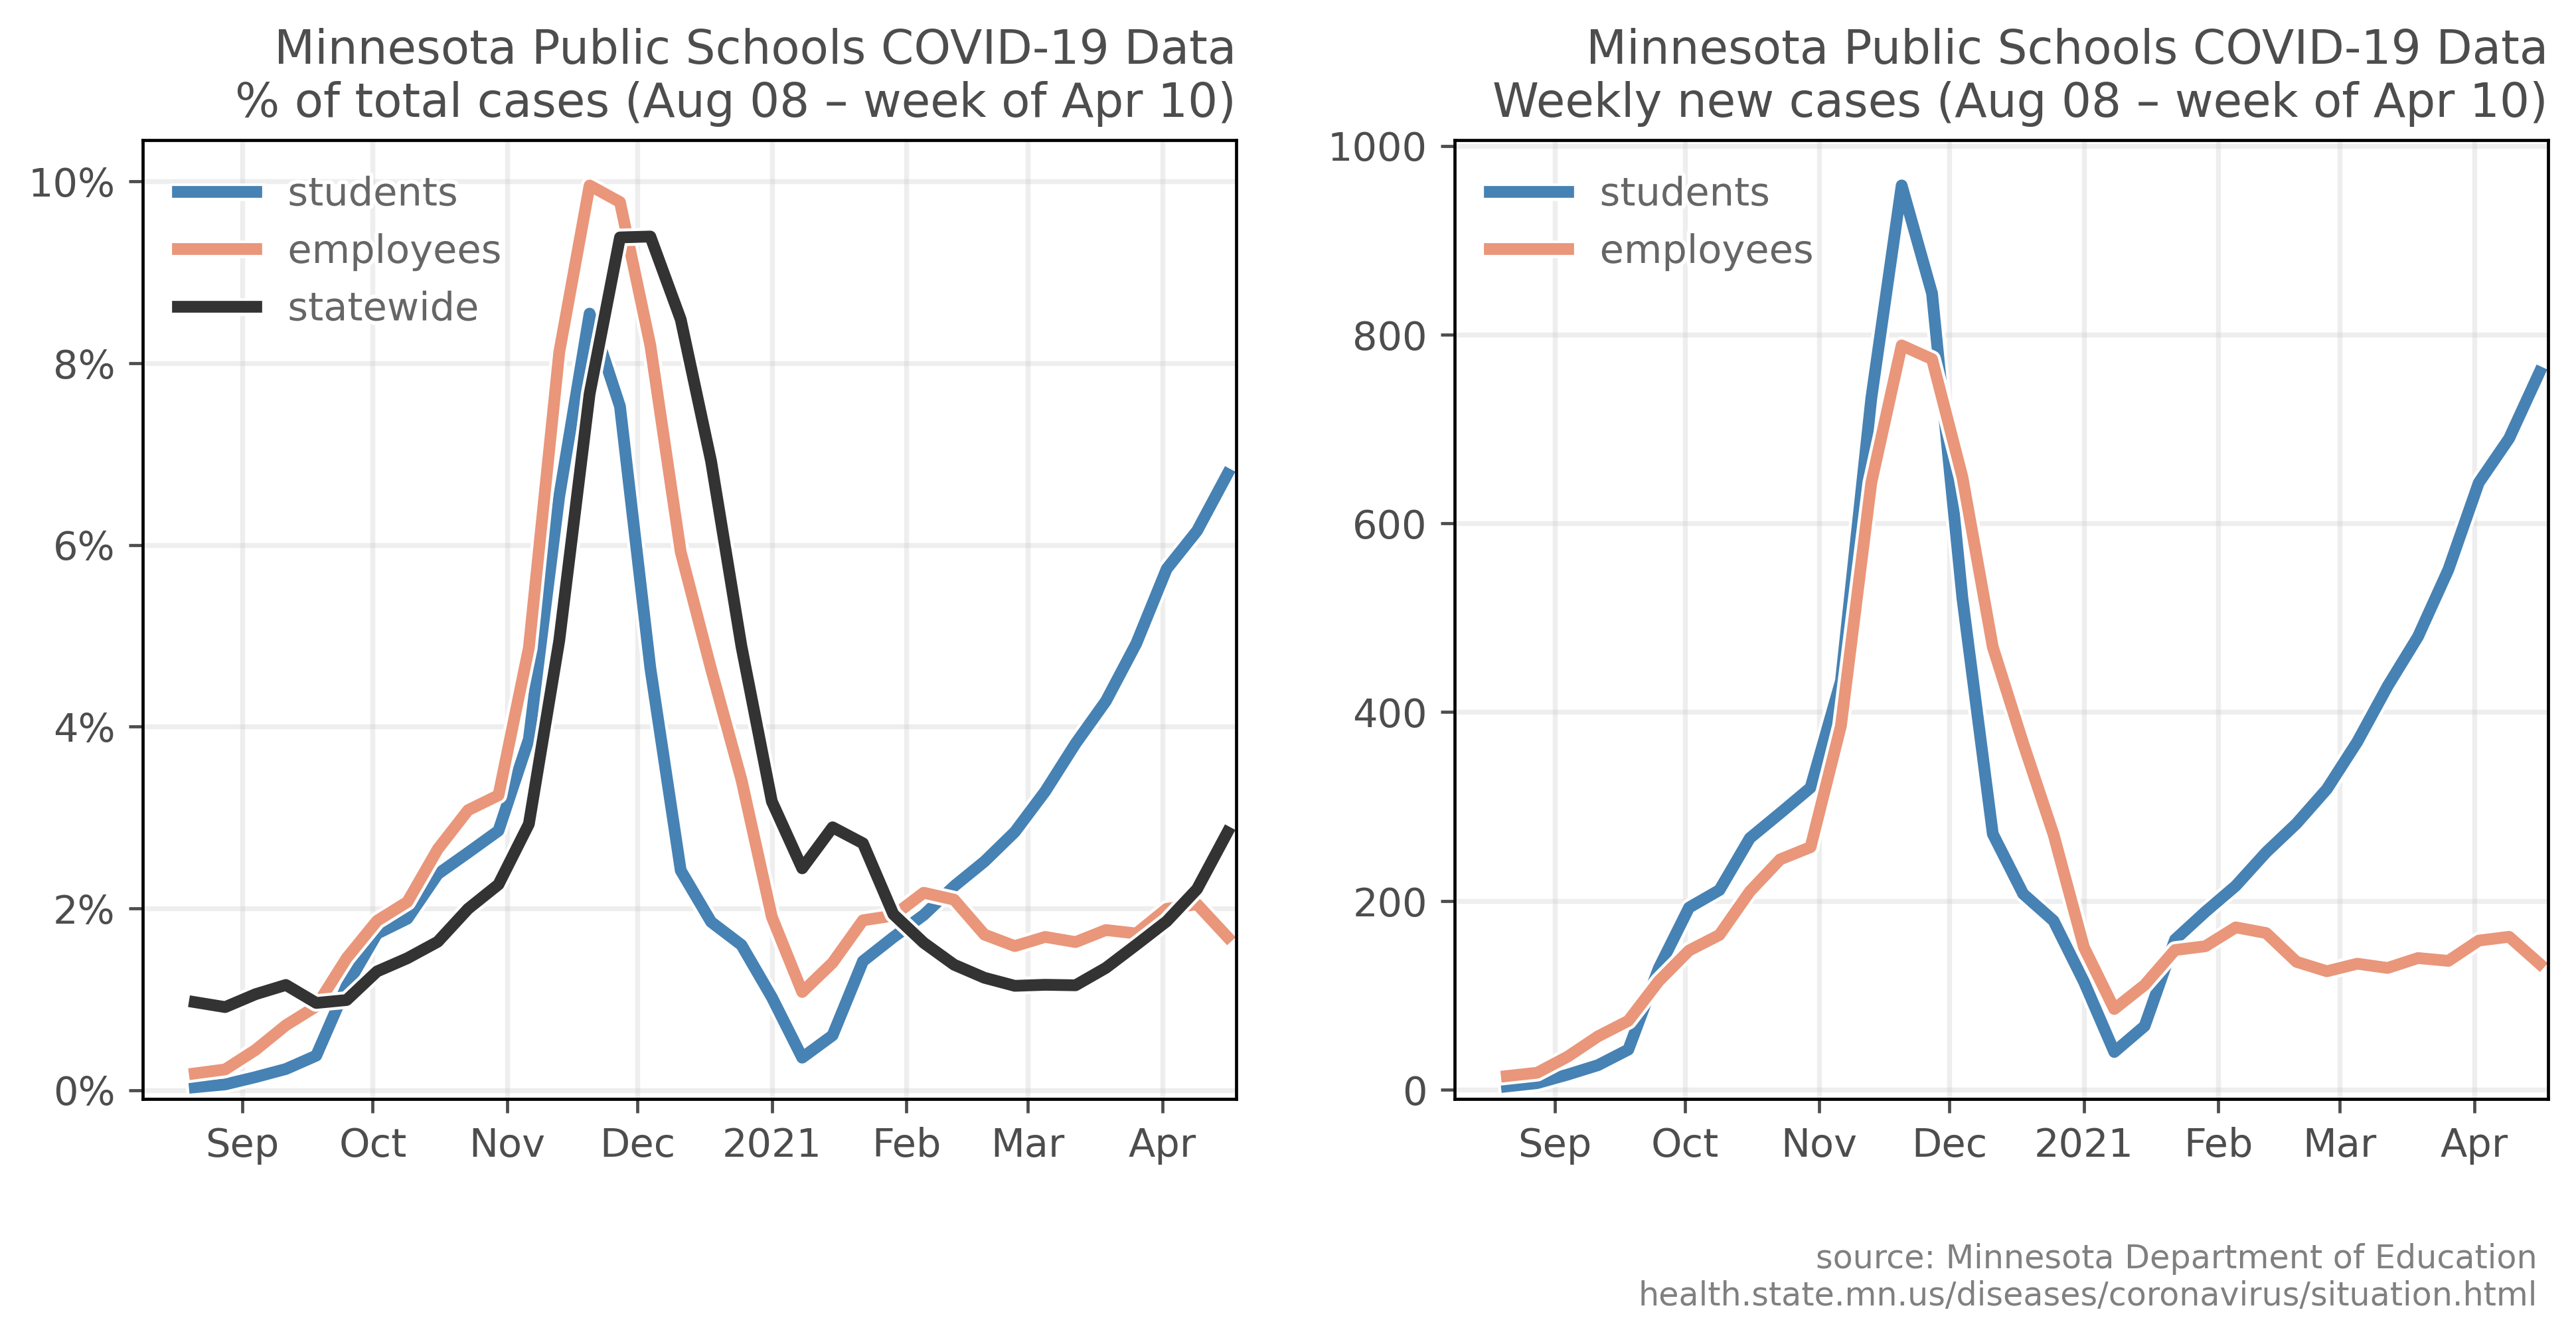 Minnesota Public Schools COVID-19 Data
% of total cases (Aug 08 – week of Apr 10)
10%
8%
6%
4%
2%
0%
students
employees
statewide
Sep Oct Nov Dec 2021 Feb Mar Apr
Minnesota Public Schools COVID-19 Data
Weekly new cases (Aug 08 – week of Apr 10)
1000
800
600
400
200
0
students
employees
Sep Oct Nov Dec 2021 Feb Mar Apr
source: Minnesota Department of Education
health.state.mn.us/diseases/coronavirus/situation.html